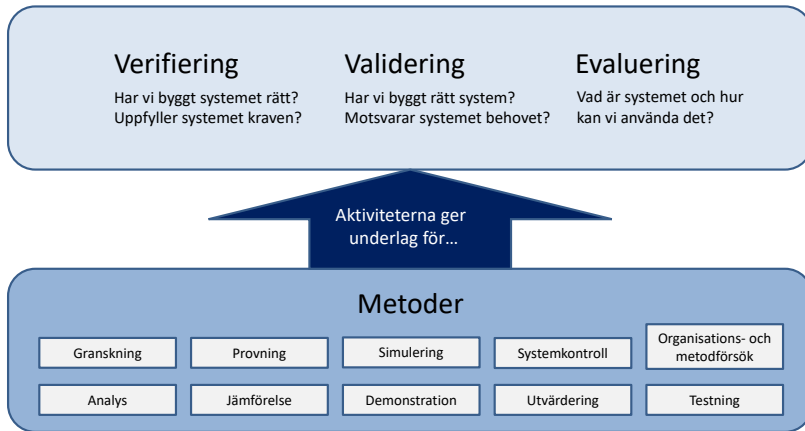 Verifiering
Har vi byggt systemet rätt?
Uppfyller systemet kraven?
Validering
Har vi byggt rätt system?
Motsvarar systemet behovet?
Evaluering
Vad är systemet och hur
kan vi använda det?
Aktiviteterna ger
underlag för...
Metoder
Granskning
Provning
Simulering
Systemkontroll
Organisations- och
metodförsök
Analys
Jämförelse
Demonstration
Utvärdering
Testning